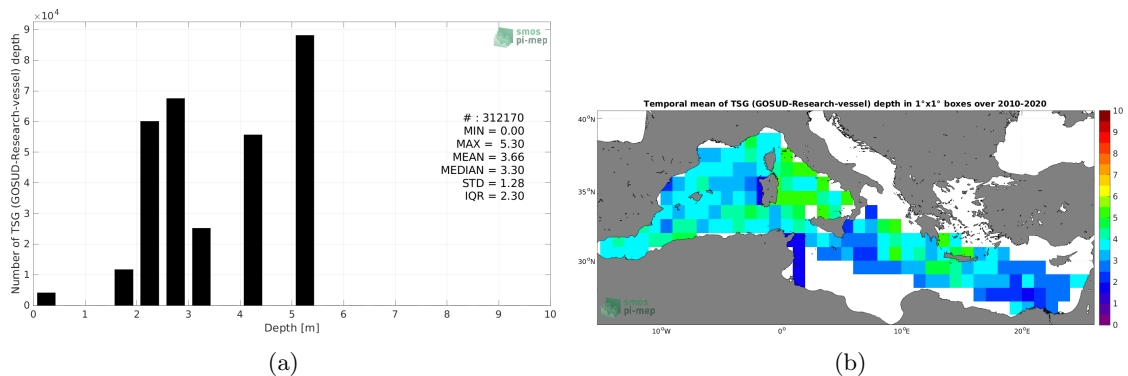 ×10⁴
9
8
7
6
5
4
3
2
1
0
Number of TSG (GOSUD-Research-vessel) depth
smos
pi-mep
# : 312170
MIN = 0.00
MAX = 5.30
MEAN = 3.66
MEDIAN = 3.30
STD = 1.28
IQR = 2.30
0 1 2 3 4 5 6 7 8 9 10
Depth [m]
(a)
Temporal mean of TSG (GOSUD-Research-vessel) depth in 1°x1° boxes over 2010-2020
40°N
35°N
30°N
smos
pi-mep
10°W 0° 10°E 20°E
10
9
8
7
6
5
4
3
2
1
0
(b)